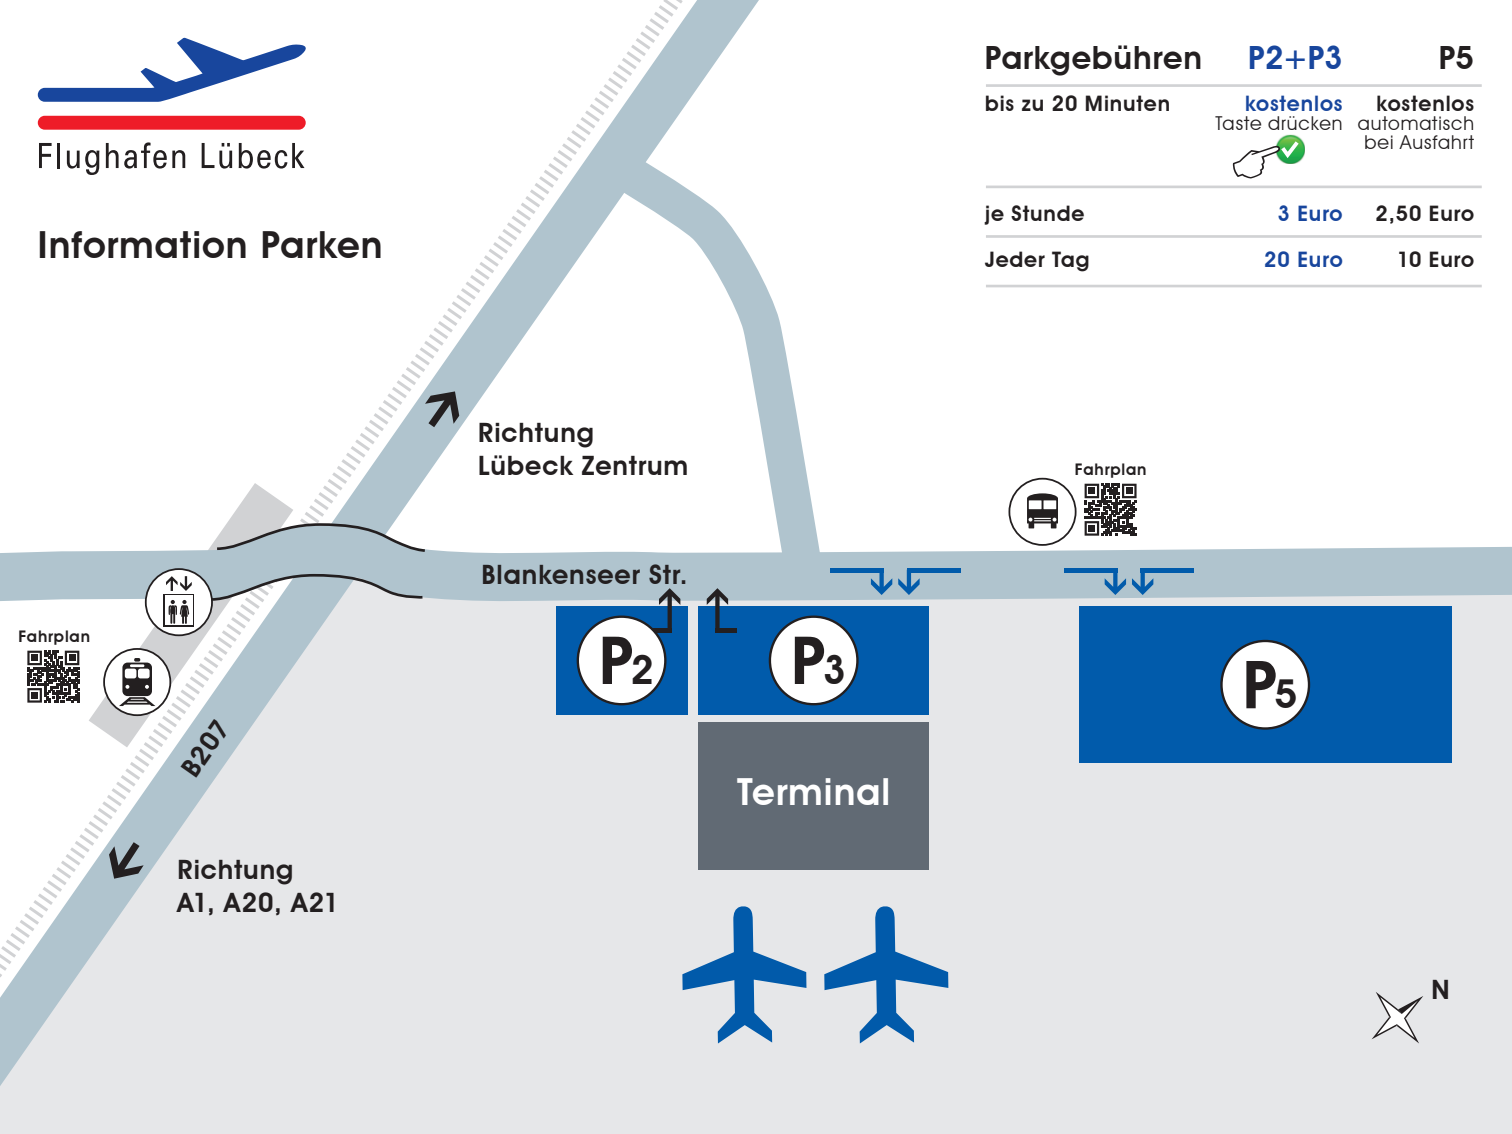 Flughafen Lübeck
Information Parken
Parkgebühren P2+P3 P5
bis zu 20 Minuten kostenlos kostenlos
Taste drücken automatisch
bei Ausfahrt
je Stunde 3 Euro 2,50 Euro
Jeder Tag 20 Euro 10 Euro
Richtung
Lübeck Zentrum
Fahrplan
Blankenseer Str.
Fahrplan
P2 P3 P5
B207
Terminal
Richtung
A1, A20, A21
N